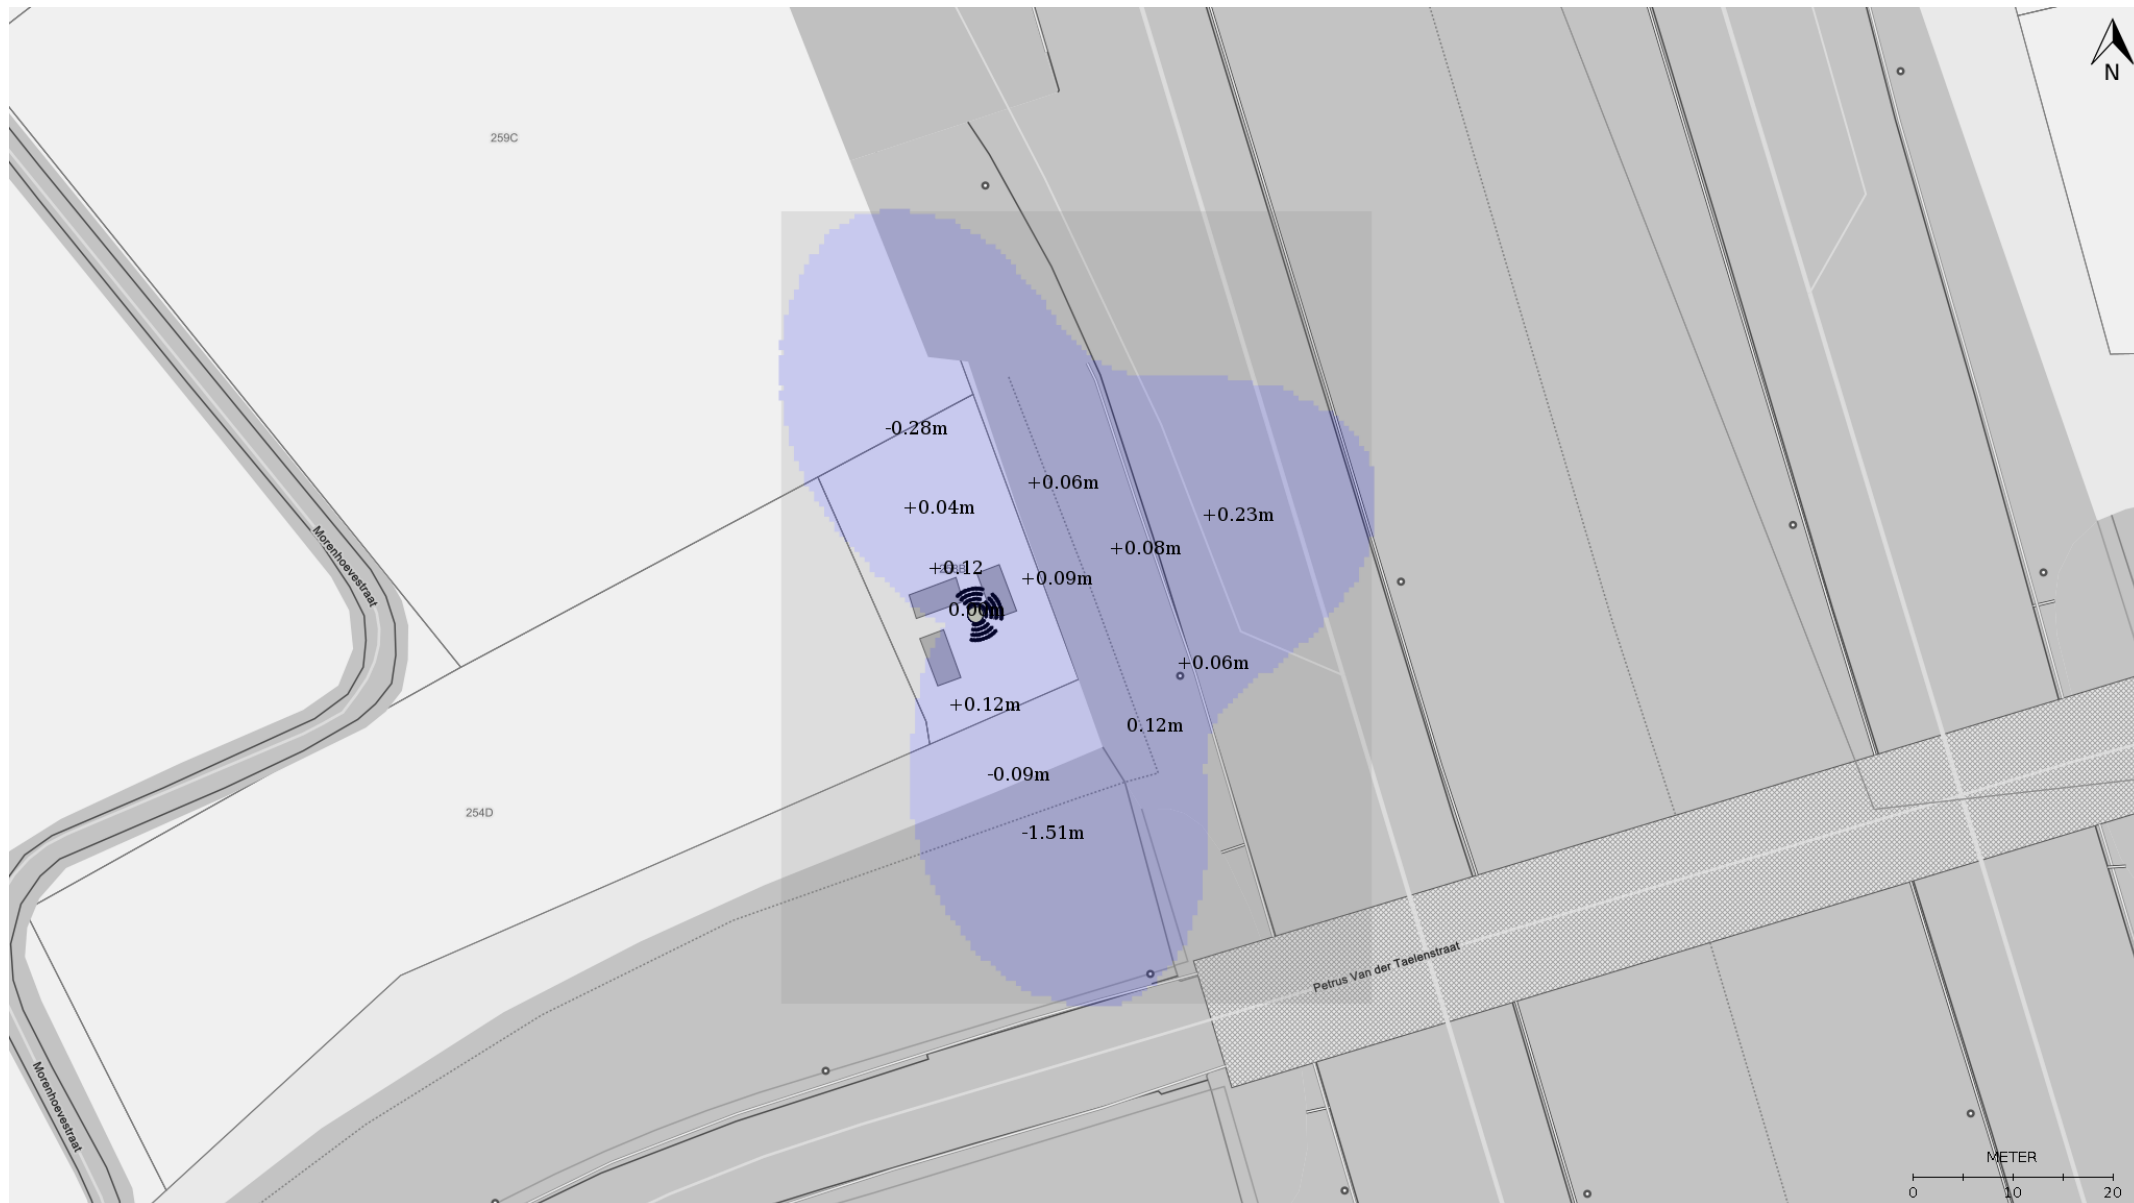 N
259C
-0.28m
+0.06m
+0.04m
+0.23m
+0.08m
+0.12
+0.09m
Morenhoevestraat
+0.06m
+0.12m
0.12m
-0.09m
254D
-1.51m
Petrus Van der Taelenstraat
Morenhoevestraat
METER
0 10 20